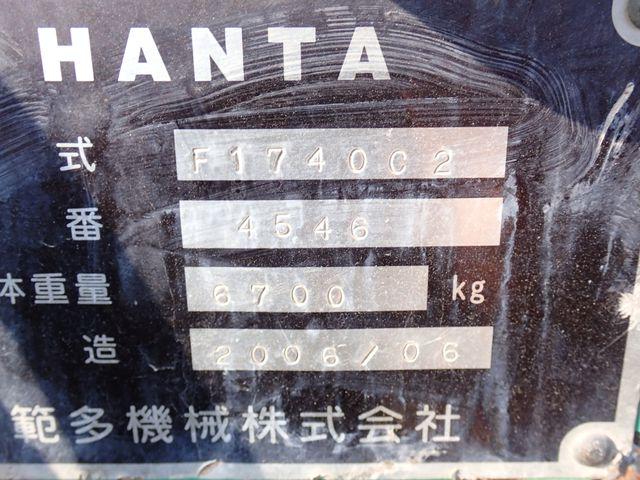 HANTA
式 F1740C2
番 4546
体重量 6700 kg
造 2006/06
範多機械株式会社